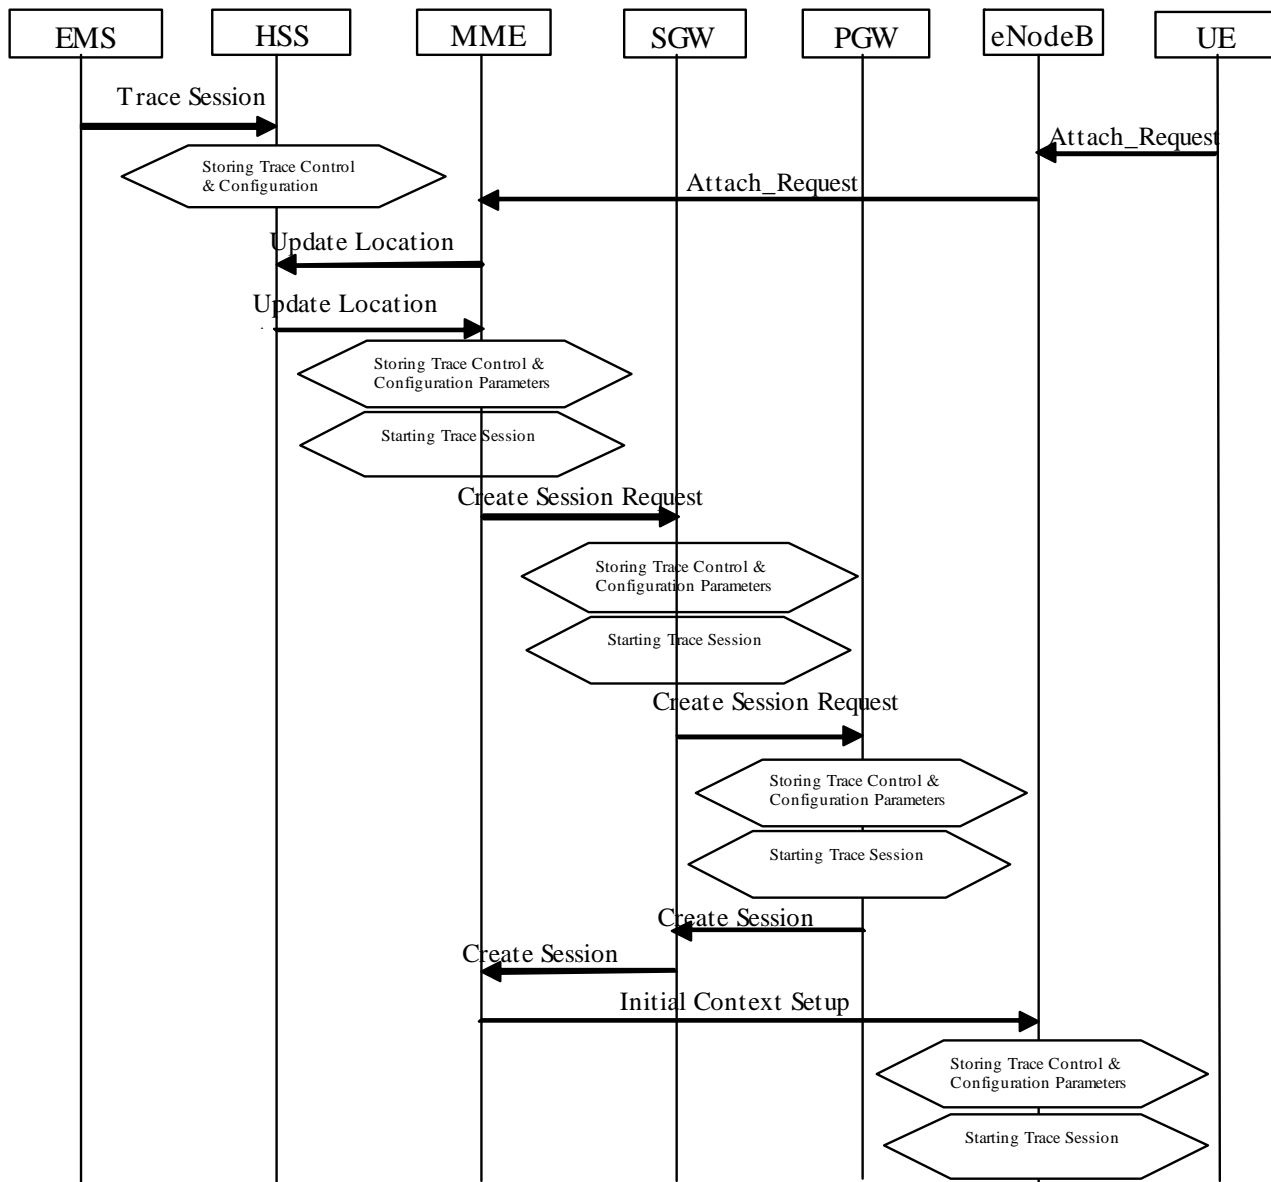 EMS
HSS
MME
SGW
PGW
eNodeB
UE
Trace Session
Attach_Request
Storing Trace Control
& Configuration
Attach_Request
Update Location
Update Location
Storing Trace Control &
Configuration Parameters
Starting Trace Session
Create Session Request
Storing Trace Control &
Configuration Parameters
Starting Trace Session
Create Session Request
Storing Trace Control &
Configuration Parameters
Starting Trace Session
Create Session
Create Session
Initial Context Setup
Storing Trace Control &
Configuration Parameters
Starting Trace Session